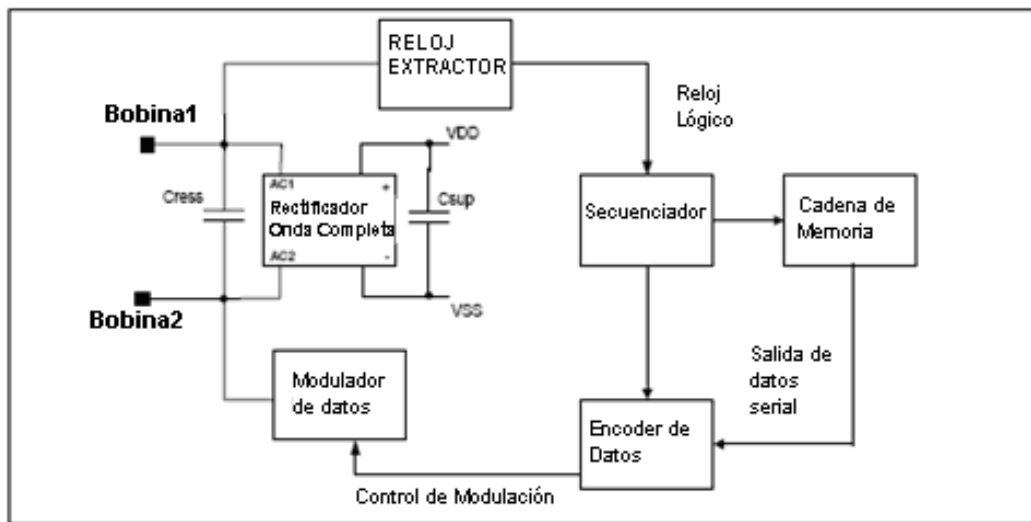 RELOJ
EXTRACTOR
Reloj
Lógico
Bobina1
VDD
Cress
AC1
+
Rectificador
Onda Completa
AC2
-
Csup
VSS
Bobina2
Secuenciador
Cadena de
Memoria
Salida de
datos
serial
Modulador
de datos
Encoder de
Datos
Control de Modulación